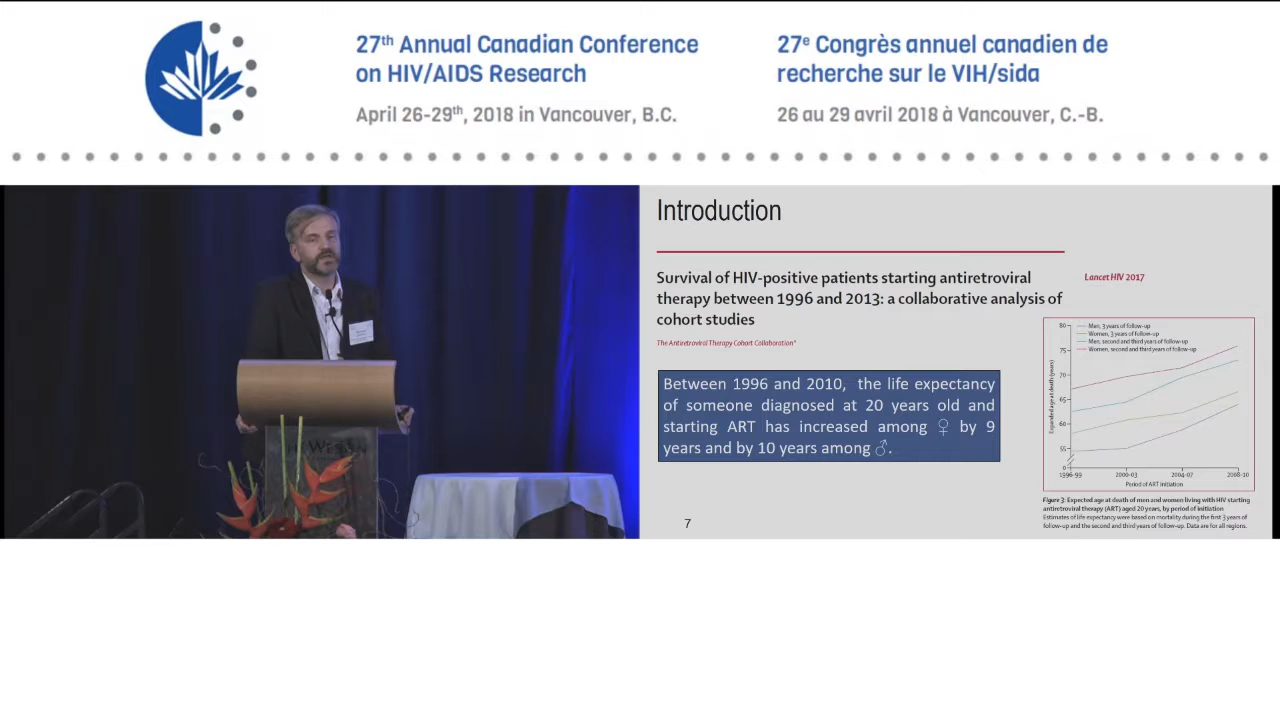 27th Annual Canadian Conference
on HIV/AIDS Research
April 26-29th, 2018 in Vancouver, B.C.
27e Congrès annuel canadien de
recherche sur le VIH/sida
26 au 29 avril 2018 à Vancouver, C.-B.
Introduction
Survival of HIV-positive patients starting antiretroviral
therapy between 1996 and 2013: a collaborative analysis of
cohort studies
Lancet HIV 2017
The Antiretroviral Therapy Cohort Collaboration*
Between 1996 and 2010, the life expectancy
of someone diagnosed at 20 years old and
starting ART has increased among ♀ by 9
years and by 10 years among ♂.
Men, 3 years of follow-up
Women, 3 years of follow-up
Men, second and third years of follow-up
Women, second and third years of follow-up
Expected age at death (years)
80
75
70
65
60
55
0
1996-99
2000-03
2004-07
2008-10
Period of ART initiation
Figure 3: Expected age at death of men and women living with HIV starting
antiretroviral therapy (ART) aged 20 years, by period of initiation
Estimates of life expectancy were based on mortality during the first 3 years of
follow-up and the second and third years of follow-up. Data are for all regions.
7